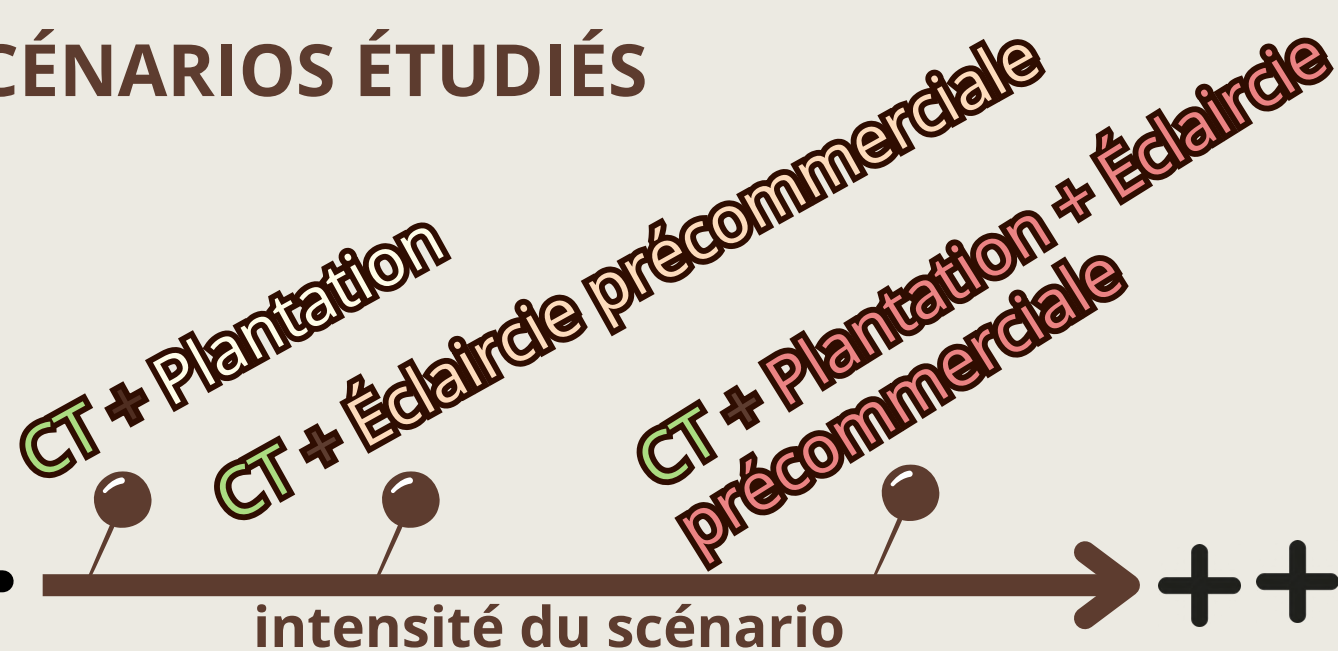 CÉNARIOS ÉTUDIÉS
CT + Plantation
CT + Éclaircie précommerciale
CT + Plantation + Éclaircie
précommerciale
++
intensité du scénario